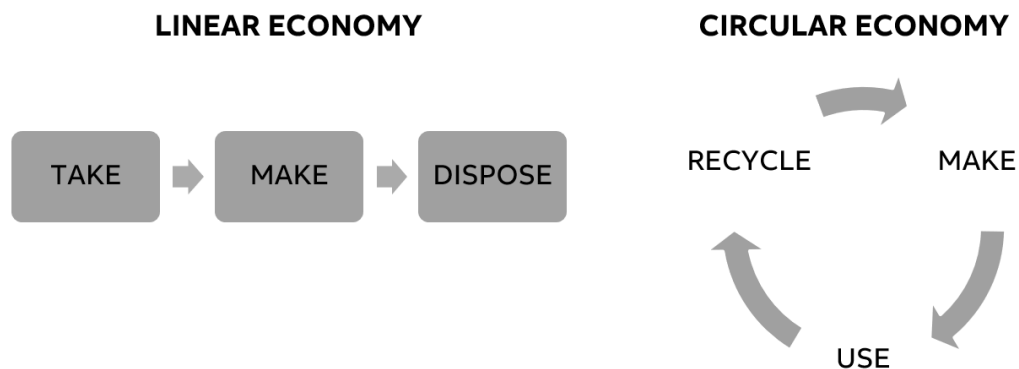 LINEAR ECONOMY
TAKE
MAKE
DISPOSE
CIRCULAR ECONOMY
RECYCLE
MAKE
USE